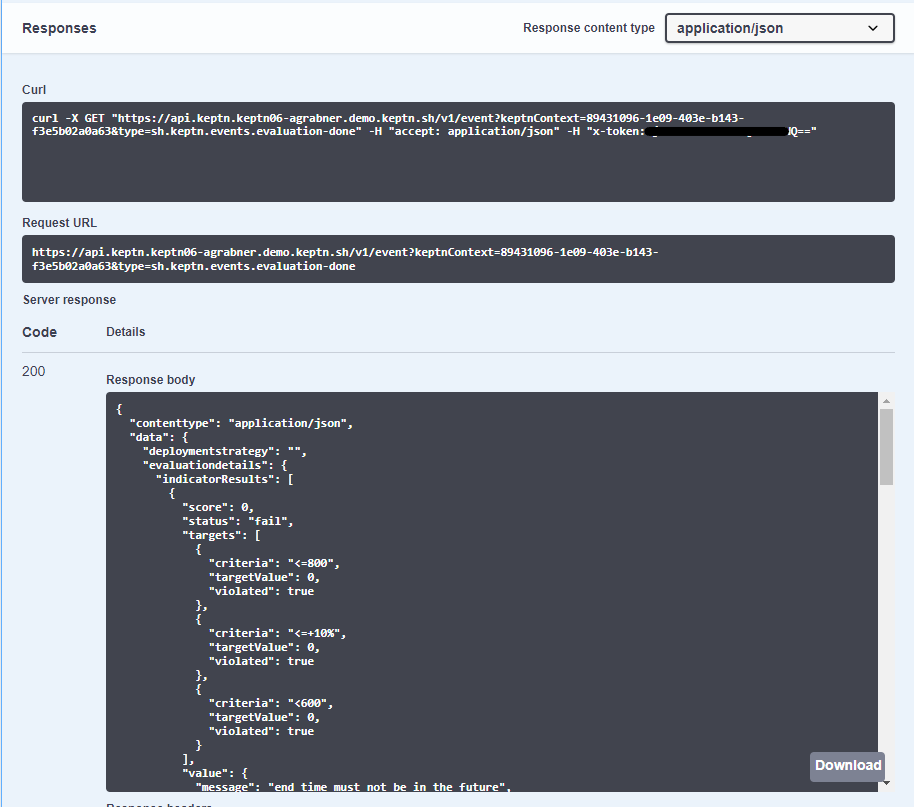 Responses
Response content type
application/json
Curl
curl -X GET "https://api.keptn.keptn06-agrabner.demo.keptn.sh/v1/event?keptnContext=89431096-1e09-403e-b143-
f3e5b02a0a63&type=sh.keptn.events.evaluation-done" -H "accept: application/json" -H "x-token: Q=="
Request URL
https://api.keptn.keptn06-agrabner.demo.keptn.sh/v1/event?keptnContext=89431096-1e09-403e-b143-
f3e5b02a0a63&type=sh.keptn.events.evaluation-done
Server response
Code Details
200
Response body
{
"contenttype": "application/json",
"data": {
"deploymentstrategy": "",
"evaluationdetails": {
"indicatorResults": [
{
"score": 0,
"status": "fail",
"targets": [
{
"criteria": "<=800",
"targetValue": 0,
"violated": true
},
{
"criteria": "<=+10%",
"targetValue": 0,
"violated": true
},
{
"criteria": "<600",
"targetValue": 0,
"violated": true
}
],
"value": {
"message": "end time must not be in the future",
Download
Response headers